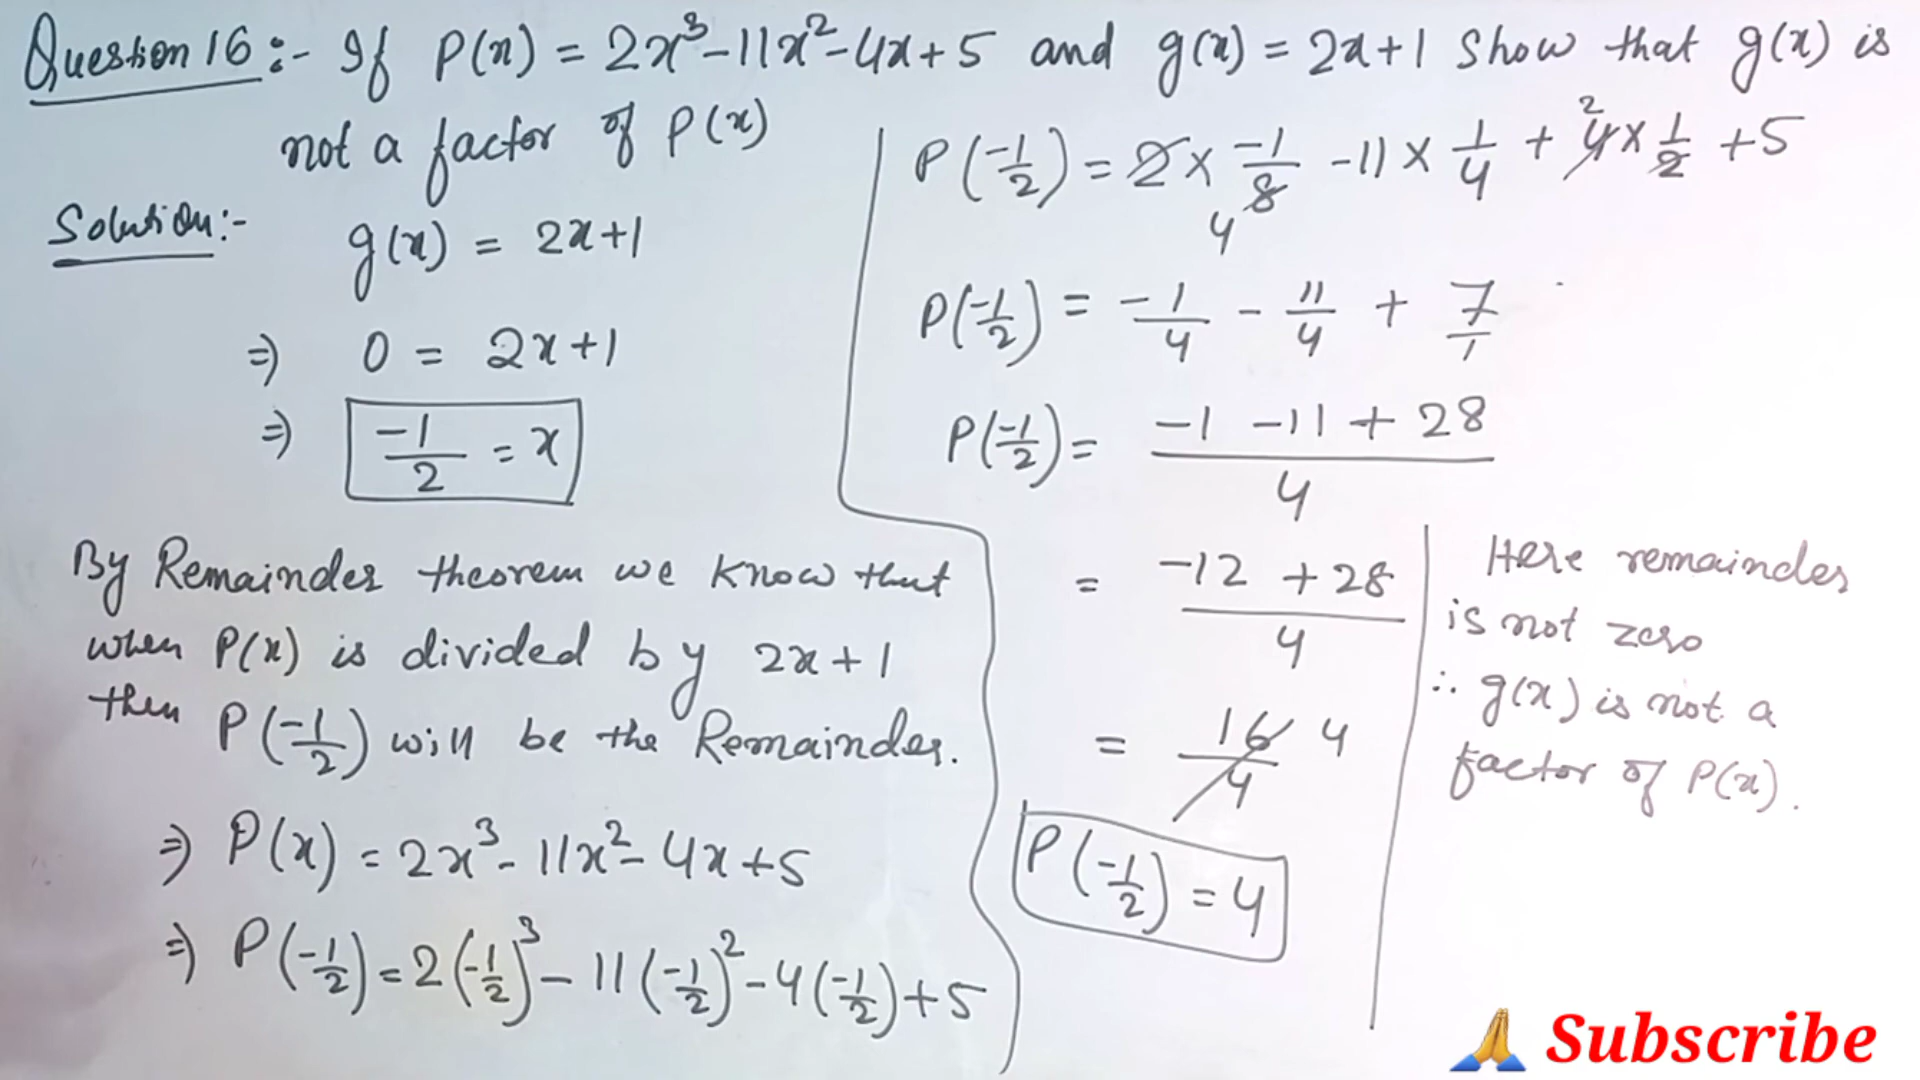 Question 16 :- If P(x) = 2x³-11x²-4x+5 and g(x) = 2x+1 Show that g(x) is
not a factor of P(x)
Solution:-
g(x) = 2x+1
⇒ 0 = 2x+1
⇒ -1/2 = x
By Remainder theorem we know that
when P(x) is divided by 2x+1
then P(-1/2) will be the Remainder.
⇒ P(x) = 2x³-11x²-4x+5
⇒ P(-1/2) = 2(-1/2)³ - 11(-1/2)² - 4(-1/2) + 5
P(-1/2) = 2 × -1/8 4 - 11 × 1/4 + 4 2 × 1/2 + 5
P(-1/2) = -1/4 - 11/4 + 7/1
P(-1/2) = -1 -11 + 28 / 4
= -12 + 28 / 4
= 16/4 4
P(-1/2) = 4
Here remainder
is not zero
∴ g(x) is not a
factor of P(x).
🙏 Subscribe